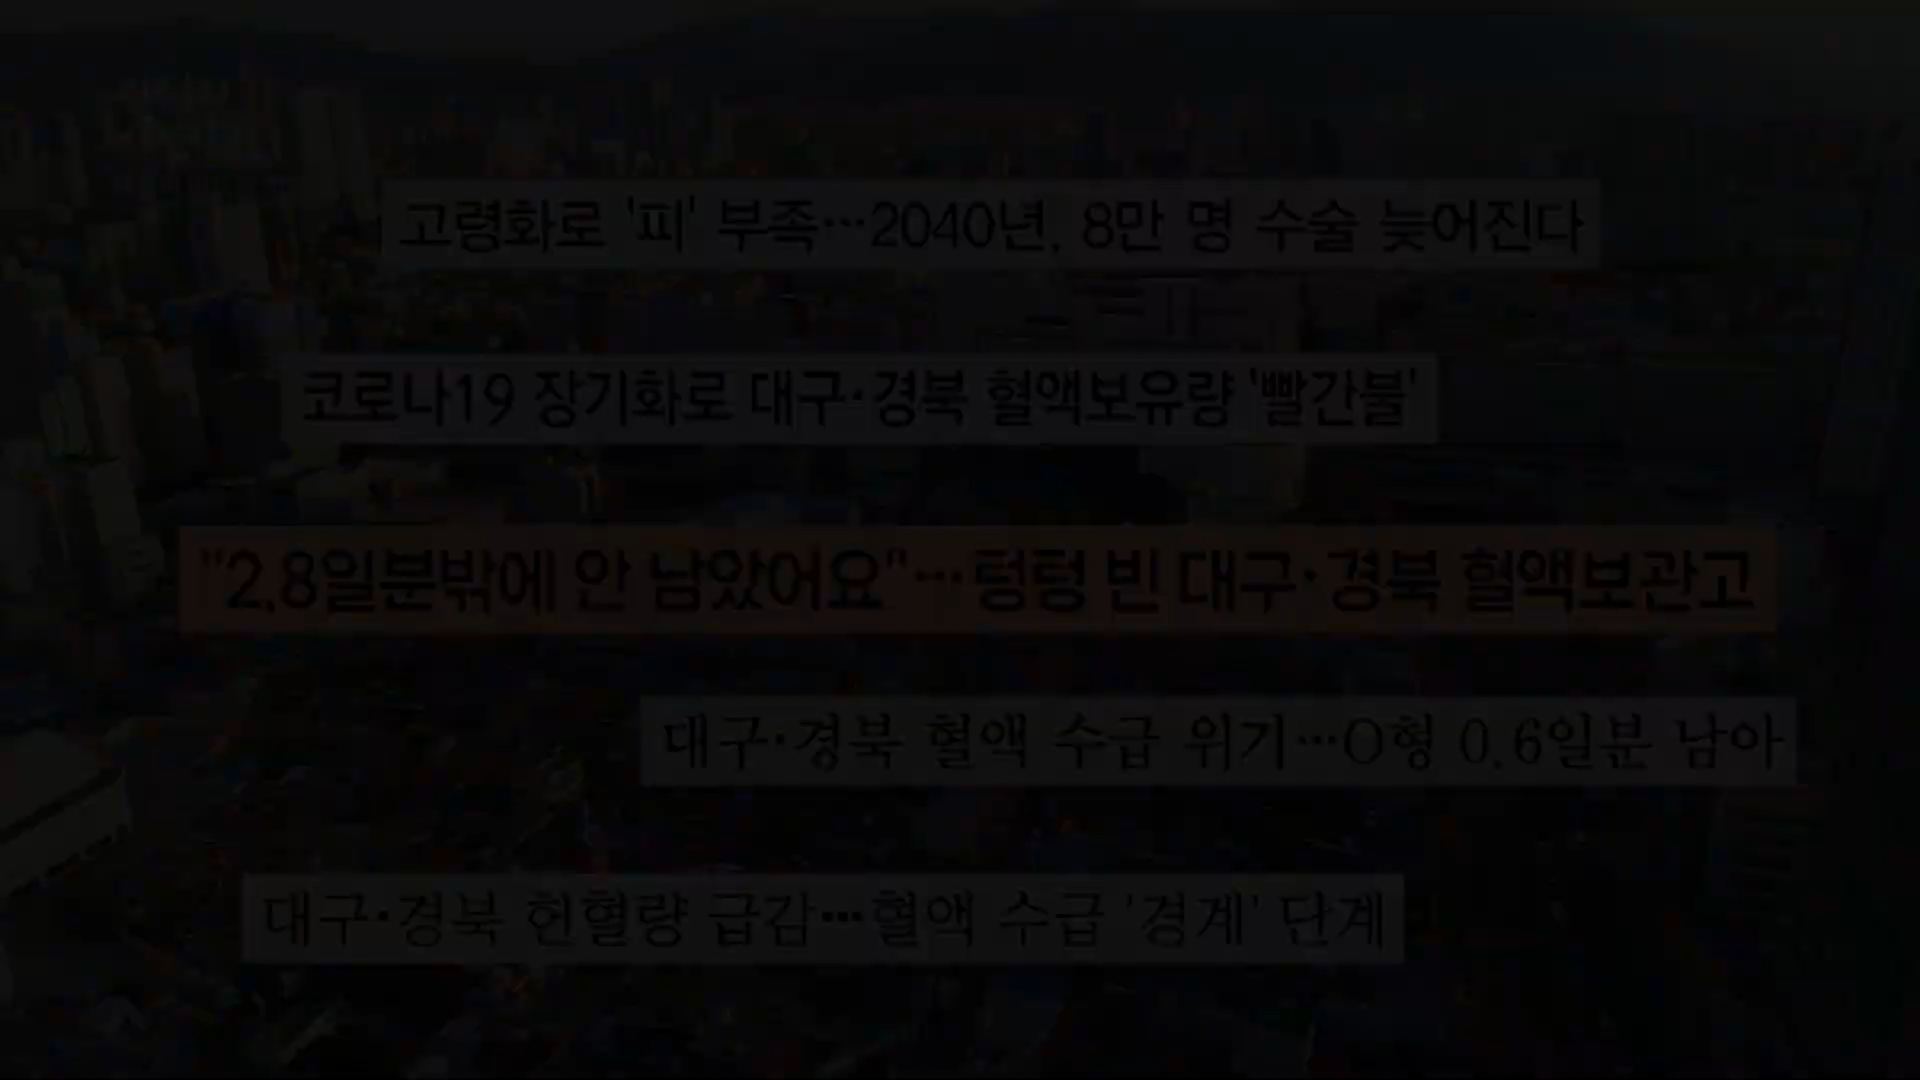 고령화로 '피' 부족…2040년, 8만 명 수술 늦어진다
코로나19 장기화로 대구·경북 혈액보유량 '빨간불'
"2.8일분밖에 안 남았어요"…텅텅 빈 대구·경북 혈액보관고
대구·경북 혈액 수급 위기…O형 0.6일분 남아
대구·경북 헌혈량 급감…혈액 수급 '경계' 단계